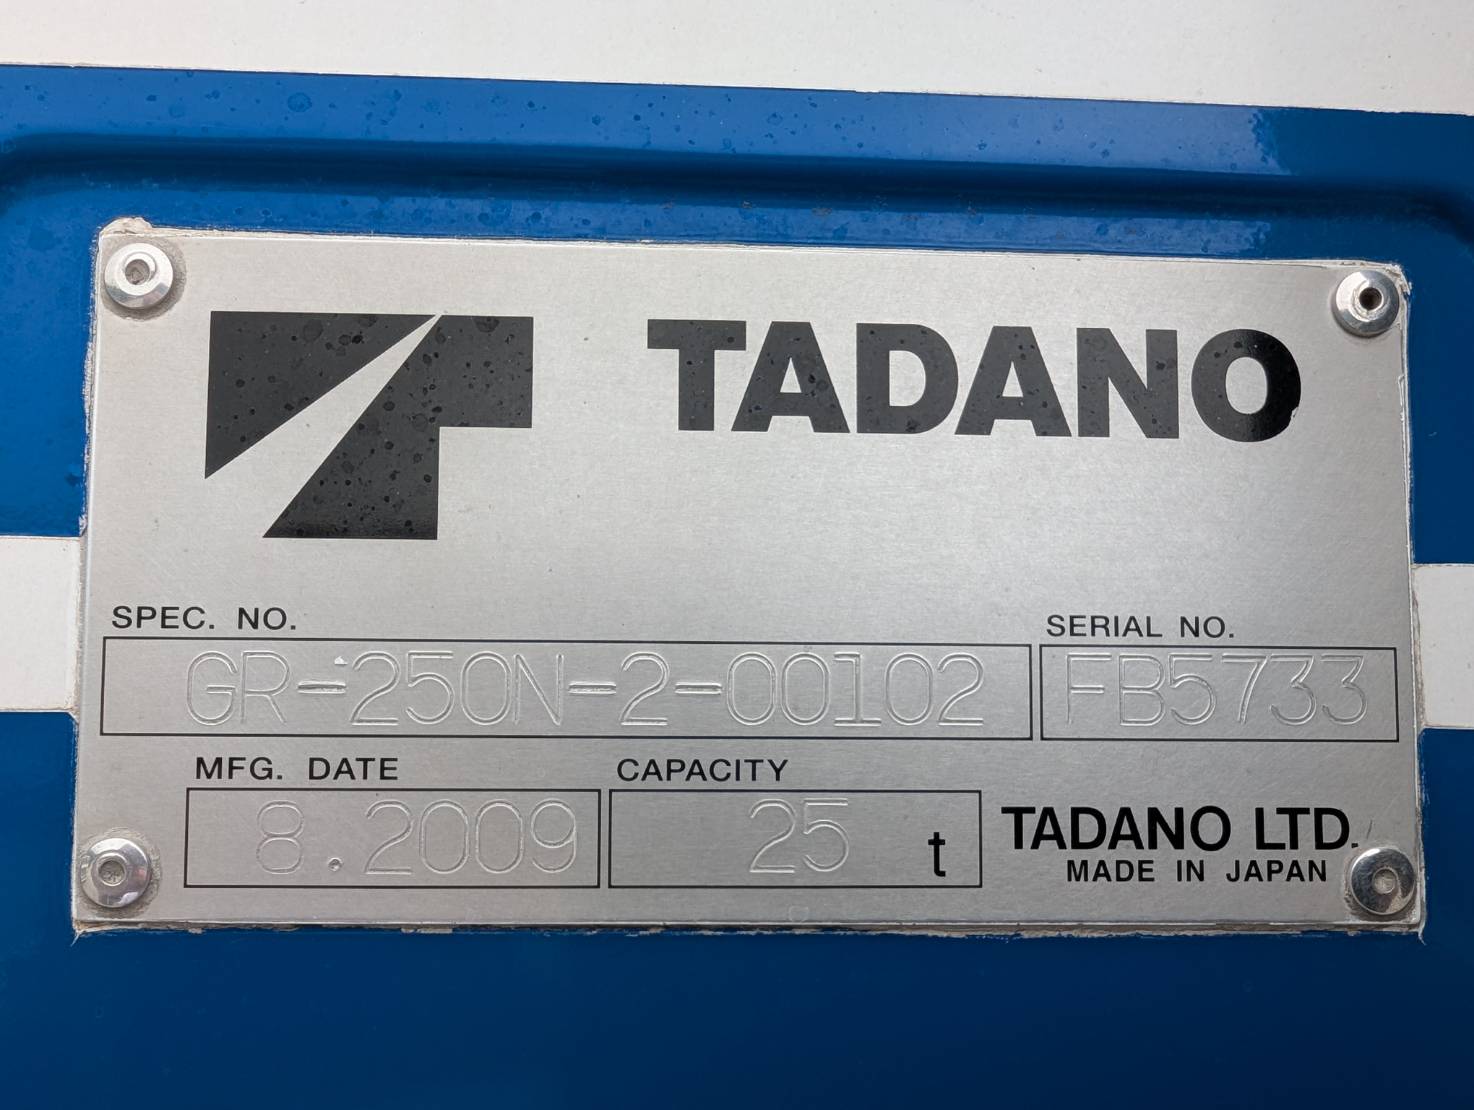 TADANO
SPEC. NO.
GR-250N-2-00102
SERIAL NO.
FB5733
MFG. DATE
8.2009
CAPACITY
25 t
TADANO LTD.
MADE IN JAPAN